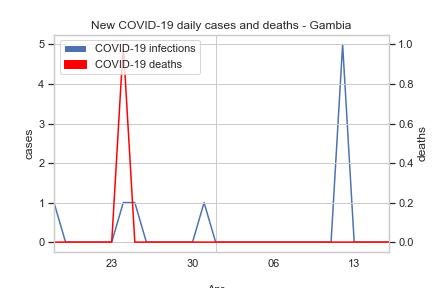 New COVID-19 daily cases and deaths - Gambia
COVID-19 infections
COVID-19 deaths
5
4
3
2
1
0
cases
1.0
0.8
0.6
0.4
0.2
0.0
deaths
23 30 06 13
Apr